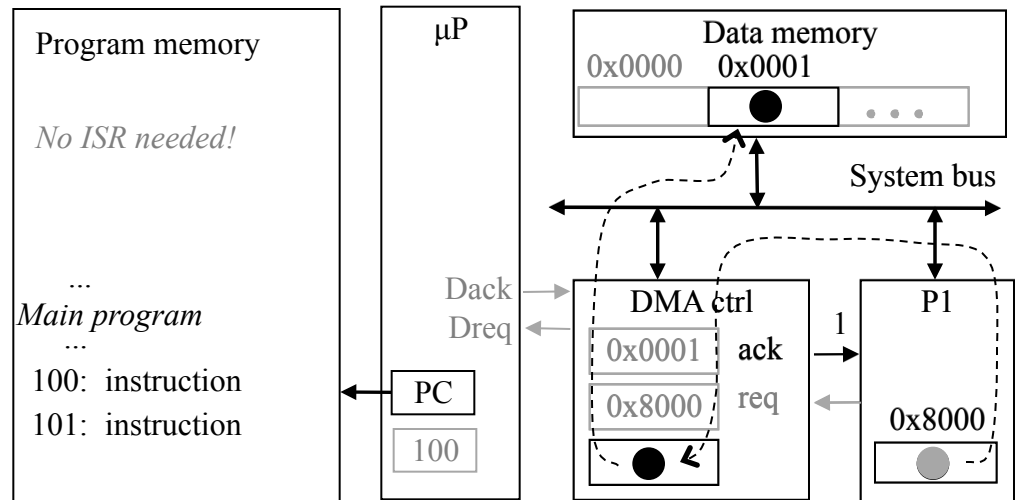 Program memory
No ISR needed!
...
Main program
...
100: instruction
101: instruction
μP
Dack
Dreq
PC
100
Data memory
0x0000 0x0001
System bus
DMA ctrl
0x0001
ack
0x8000
req
1
P1
0x8000